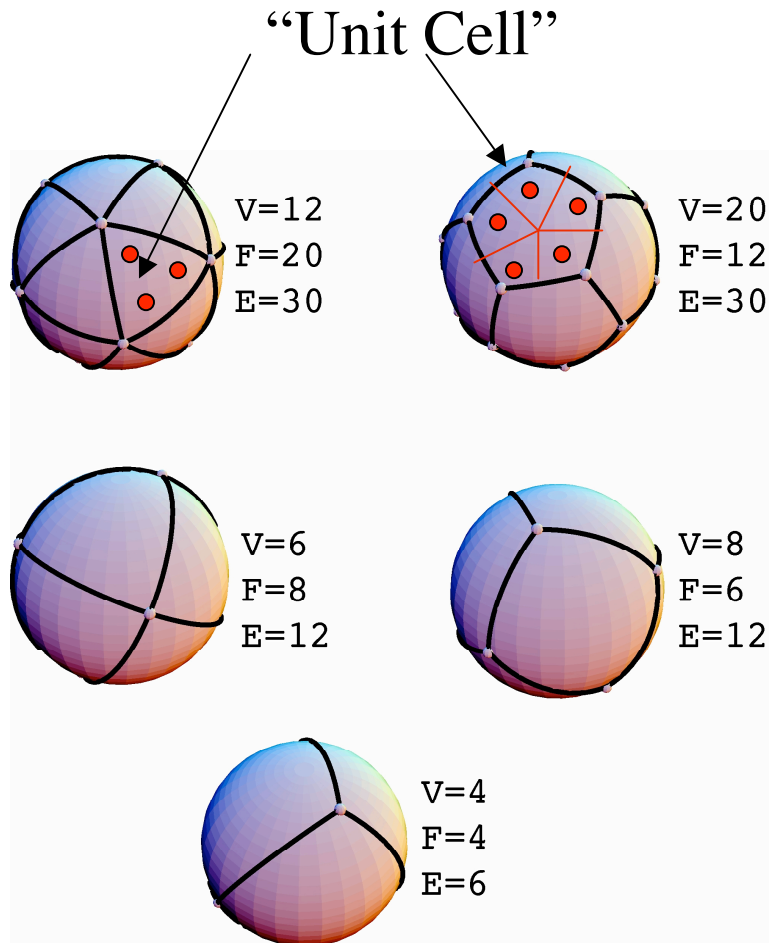 “Unit Cell”
V=12
F=20
E=30
V=20
F=12
E=30
V=6
F=8
E=12
V=8
F=6
E=12
V=4
F=4
E=6